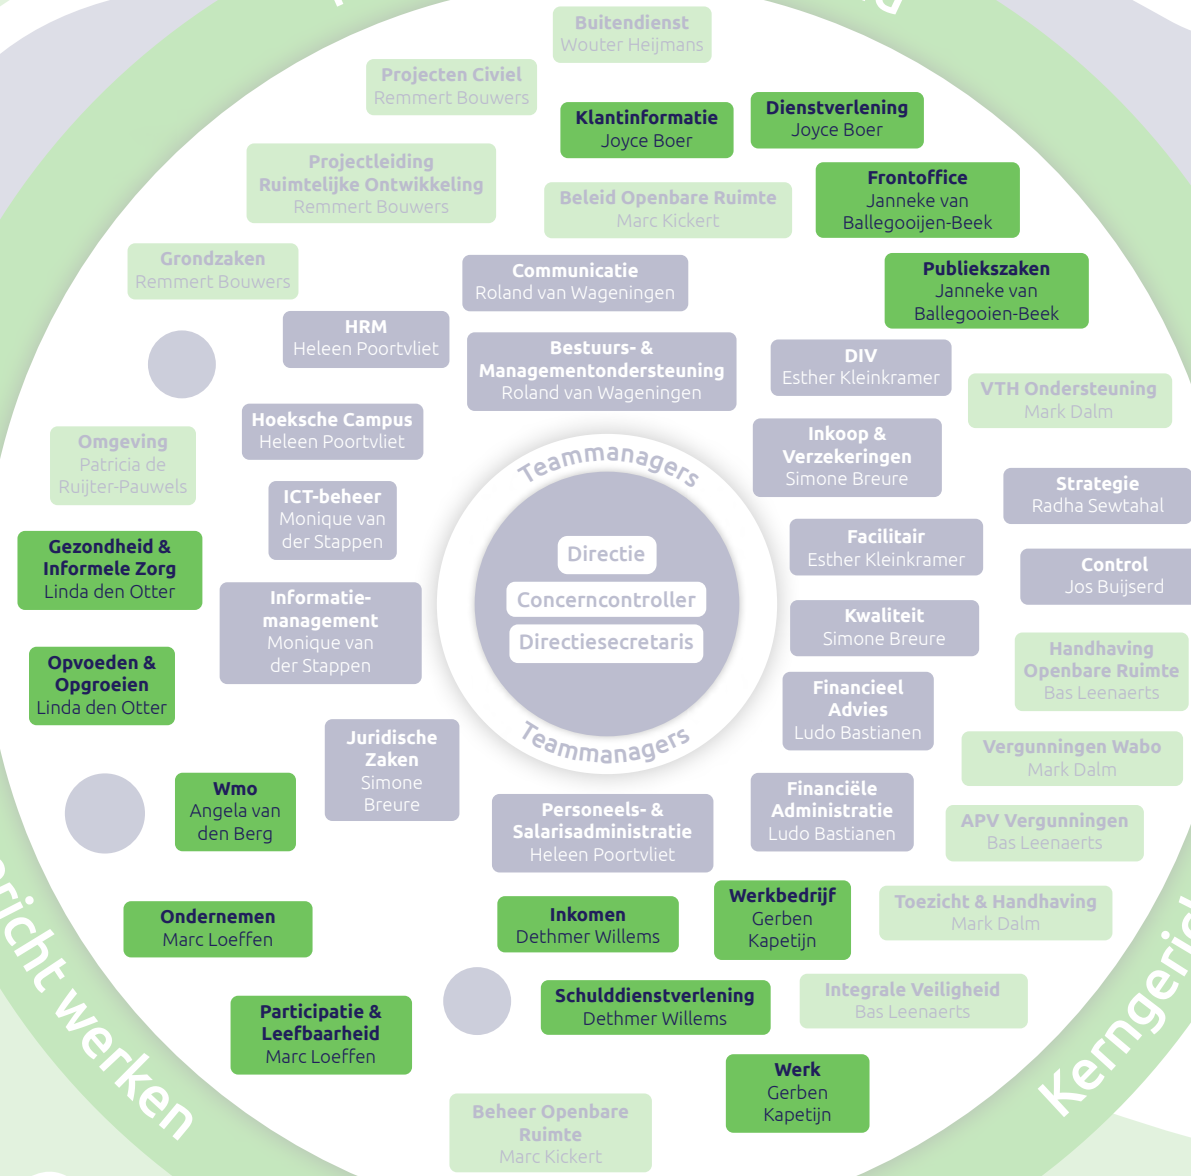 Buitendienst
Wouter Heijmans
Projecten Civiel
Remmert Bouwers
Klantinformatie
Joyce Boer
Dienstverlening
Joyce Boer
Projectleiding
Ruimtelijke Ontwikkeling
Remmert Bouwers
Beleid Openbare Ruimte
Marc Kickert
Frontoffice
Janneke van
Ballegooijen-Beek
Grondzaken
Remmert Bouwers
Communicatie
Roland van Wageningen
Publiekszaken
Janneke van
Ballegooien-Beek
HRM
Heleen Poortvliet
Bestuurs- &
Managementondersteuning
Roland van Wageningen
DIV
Esther Kleinkramer
VTH Ondersteuning
Mark Dalm
Hoeksche Campus
Heleen Poortvliet
Inkoop &
Verzekeringen
Simone Breure
Omgeving
Patricia de
Ruijter-Pauwels
Teammanagers
Strategie
Radha Sewtahal
ICT-beheer
Monique van
der Stappen
Directie
Concerncontroller
Directiesecretaris
Facilitair
Esther Kleinkramer
Gezondheid &
Informele Zorg
Linda den Otter
Control
Jos Buijserd
Informatie-
management
Monique van
der Stappen
Kwaliteit
Simone Breure
Handhaving
Openbare Ruimte
Bas Leenaerts
Opvoeden &
Opgroeien
Linda den Otter
Financieel
Advies
Ludo Bastianen
Juridische
Zaken
Simone
Breure
Teammanagers
Vergunningen Wabo
Mark Dalm
Wmo
Angela van
den Berg
Financiële
Administratie
Ludo Bastianen
Personeels- &
Salarisadministratie
Heleen Poortvliet
APV Vergunningen
Bas Leenaerts
Werkbedrijf
Gerben
Kapetijn
Toezicht & Handhaving
Mark Dalm
Inkomen
Dethmer Willems
Ondernemen
Marc Loeffen
Schulddienstverlening
Dethmer Willems
Integrale Veiligheid
Bas Leenaerts
Participatie &
Leefbaarheid
Marc Loeffen
Werk
Gerben
Kapetijn
Beheer Openbare
Ruimte
Marc Kickert
richt werken
Kerngeric